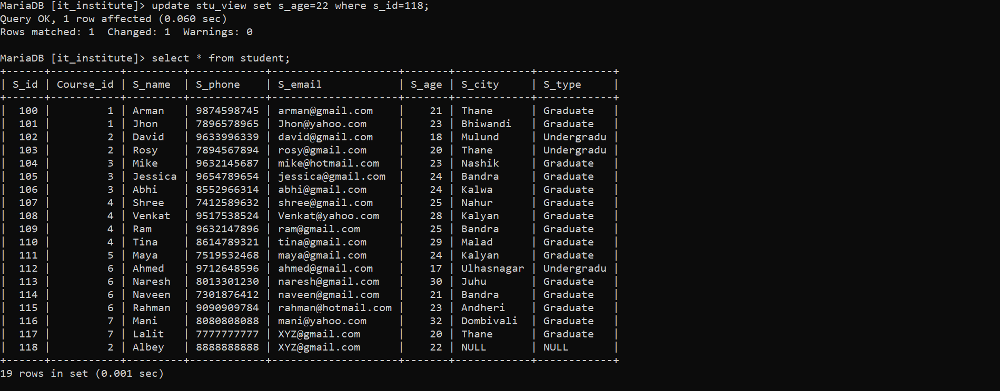 MariaDB [it_institute]> update stu_view set s_age=22 where s_id=118;
Query OK, 1 row affected (0.060 sec)
Rows matched: 1  Changed: 1  Warnings: 0

MariaDB [it_institute]> select * from student;
+------+-----------+---------+------------+--------------------+-------+------------+------------+
| S_id | Course_id | S_name  | S_phone    | S_email            | S_age | S_city     | S_type     |
+------+-----------+---------+------------+--------------------+-------+------------+------------+
|  100 |         1 | Arman   | 9874598745 | arman@gmail.com    |    21 | Thane      | Graduate   |
|  101 |         1 | Jhon    | 7896578965 | Jhon@yahoo.com     |    23 | Bhiwandi   | Graduate   |
|  102 |         2 | David   | 9633996339 | david@gmail.com    |    18 | Mulund     | Undergradu |
|  103 |         2 | Rosy    | 7894567894 | rosy@gmail.com     |    20 | Thane      | Undergradu |
|  104 |         3 | Mike    | 9632145687 | mike@hotmail.com   |    23 | Nashik     | Graduate   |
|  105 |         3 | Jessica | 9654789654 | jessica@gmail.com  |    24 | Bandra     | Graduate   |
|  106 |         3 | Abhi    | 8552966314 | abhi@gmail.com     |    24 | Kalwa      | Graduate   |
|  107 |         4 | Shree   | 7412589632 | shree@gmail.com    |    25 | Nahur      | Graduate   |
|  108 |         4 | Venkat  | 9517538524 | Venkat@yahoo.com   |    28 | Kalyan     | Graduate   |
|  109 |         4 | Ram     | 9632147896 | ram@gmail.com      |    25 | Bandra     | Graduate   |
|  110 |         4 | Tina    | 8614789321 | tina@gmail.com     |    29 | Malad      | Graduate   |
|  111 |         5 | Maya    | 7519532468 | maya@gmail.com     |    24 | Kalyan     | Graduate   |
|  112 |         6 | Ahmed   | 9712648596 | ahmed@gmail.com    |    17 | Ulhasnagar | Undergradu |
|  113 |         6 | Naresh  | 8013301230 | naresh@gmail.com   |    30 | Juhu       | Graduate   |
|  114 |         6 | Naveen  | 7301876412 | naveen@gmail.com   |    21 | Bandra     | Graduate   |
|  115 |         6 | Rahman  | 9090909784 | rahman@hotmail.com |    23 | Andheri    | Graduate   |
|  116 |         7 | Mani    | 8080808088 | mani@yahoo.com     |    32 | Dombivali  | Graduate   |
|  117 |         7 | Lalit   | 7777777777 | XYZ@gmail.com      |    20 | Thane      | Graduate   |
|  118 |         2 | Albey   | 8888888888 | XYZ@gmail.com      |    22 | NULL       | NULL       |
+------+-----------+---------+------------+--------------------+-------+------------+------------+
19 rows in set (0.001 sec)